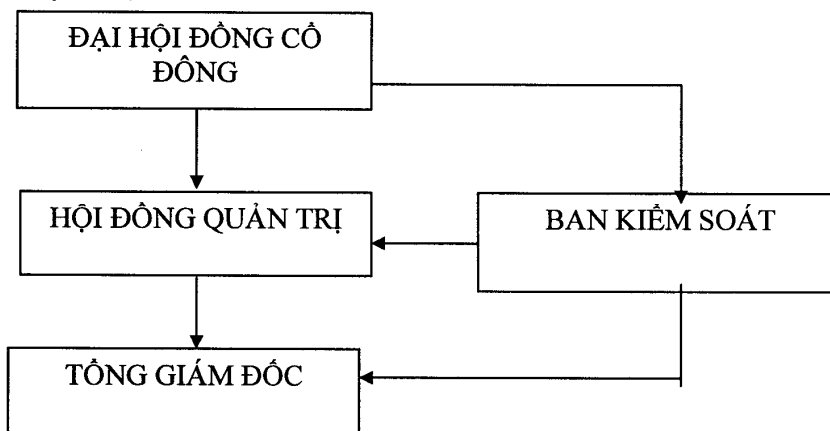 ĐẠI HỘI ĐỒNG CỔ
ĐÔNG
HỘI ĐỒNG QUẢN TRỊ
BAN KIỂM SOÁT
TỔNG GIÁM ĐỐC